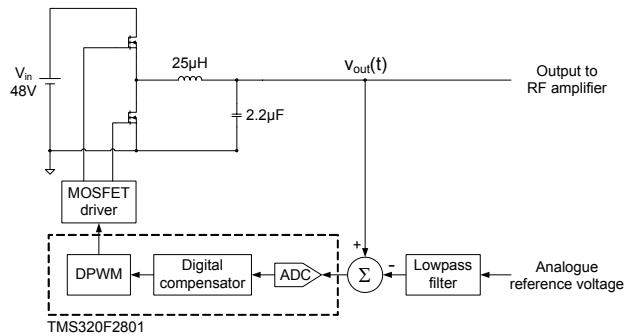 V_in
48V
25μH
2.2μF
v_out(t)
Output to
RF amplifier
MOSFET
driver
+
-
DPWM
Digital
compensator
ADC
Σ
Lowpass
filter
Analogue
reference voltage
TMS320F2801